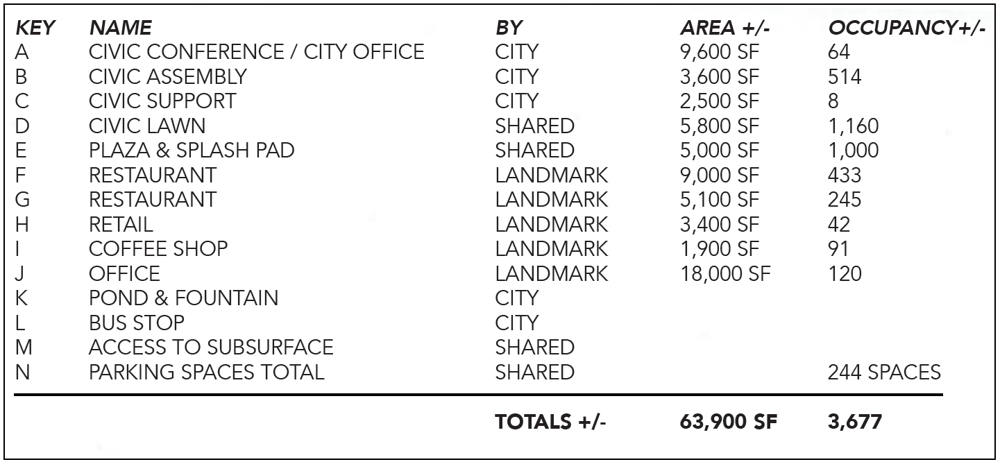 KEY NAME BY AREA +/- OCCUPANCY+/-
A CIVIC CONFERENCE / CITY OFFICE CITY 9,600 SF 64
B CIVIC ASSEMBLY CITY 3,600 SF 514
C CIVIC SUPPORT CITY 2,500 SF 8
D CIVIC LAWN SHARED 5,800 SF 1,160
E PLAZA & SPLASH PAD SHARED 5,000 SF 1,000
F RESTAURANT LANDMARK 9,000 SF 433
G RESTAURANT LANDMARK 5,100 SF 245
H RETAIL LANDMARK 3,400 SF 42
I COFFEE SHOP LANDMARK 1,900 SF 91
J OFFICE LANDMARK 18,000 SF 120
K POND & FOUNTAIN CITY
L BUS STOP CITY
M ACCESS TO SUBSURFACE SHARED
N PARKING SPACES TOTAL SHARED 244 SPACES
TOTALS +/- 63,900 SF 3,677